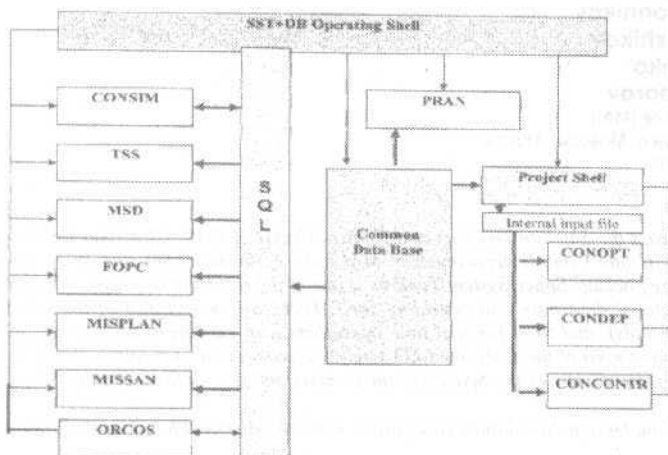 SST+DB Operating Shell
CONSIM
TSS
MSD
FOPC
MISPLAN
MISSAN
ORCOS
SQL
PRAN
Common
Data Base
Project Shell
Internal input file
CONOPT
CONDEP
CONCONTR